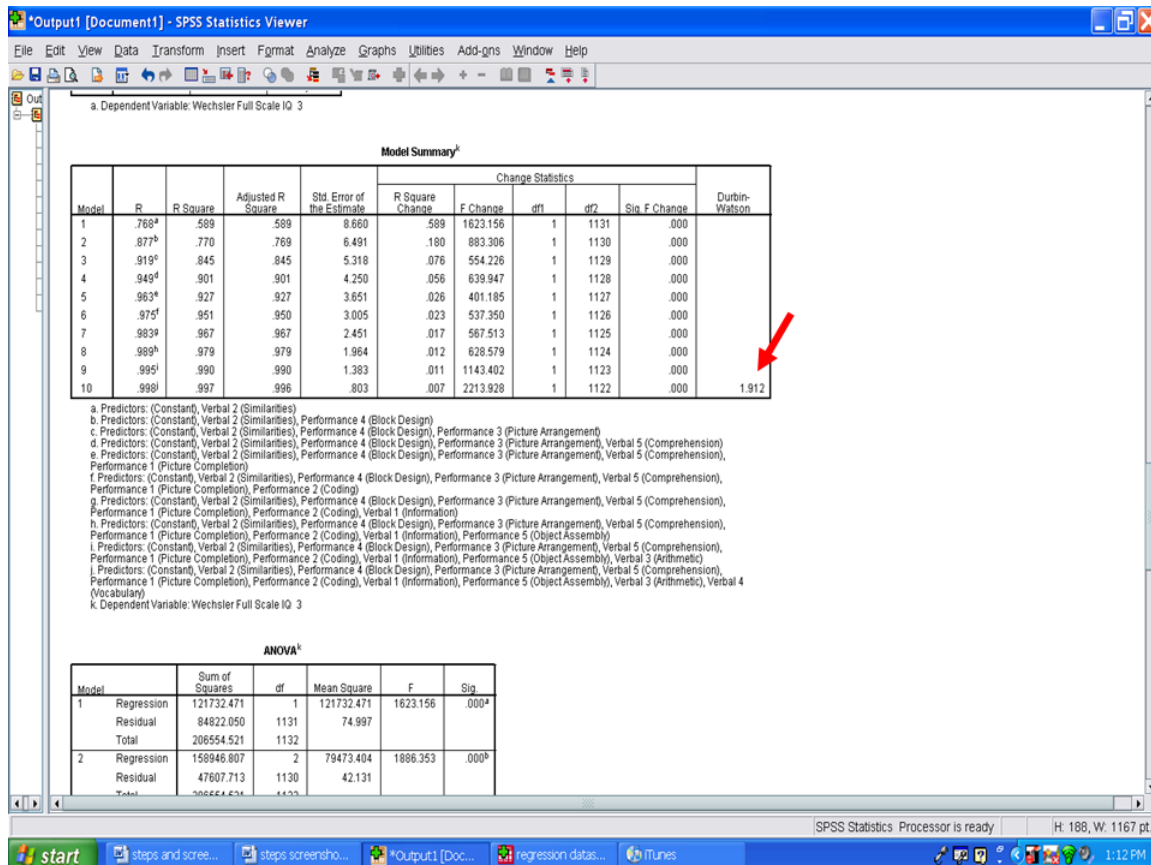 *Output1 [Document1] - SPSS Statistics Viewer
File Edit View Data Transform Insert Format Analyze Graphs Utilities Add-ons Window Help
Out
a. Dependent Variable: Wechsler Full Scale IQ 3
Model Summaryk
Change Statistics
Model R R Square Adjusted R Square Std. Error of the Estimate R Square Change F Change df1 df2 Sig. F Change Durbin-Watson
1 .768a .589 .589 8.660 .589 1623.156 1 1131 .000
2 .877b .770 .769 6.491 .180 883.306 1 1130 .000
3 .919c .845 .845 5.318 .076 554.226 1 1129 .000
4 .949d .901 .901 4.250 .056 639.947 1 1128 .000
5 .963e .927 .927 3.651 .026 401.185 1 1127 .000
6 .975f .951 .950 3.005 .023 537.350 1 1126 .000
7 .983g .967 .967 2.451 .017 567.513 1 1125 .000
8 .989h .979 .979 1.964 .012 628.579 1 1124 .000
9 .995i .990 .990 1.383 .011 1143.402 1 1123 .000
10 .998j .997 .996 .803 .007 2213.928 1 1122 .000 1.912
a. Predictors: (Constant), Verbal 2 (Similarities)
b. Predictors: (Constant), Verbal 2 (Similarities), Performance 4 (Block Design)
c. Predictors: (Constant), Verbal 2 (Similarities), Performance 4 (Block Design), Performance 3 (Picture Arrangement)
d. Predictors: (Constant), Verbal 2 (Similarities), Performance 4 (Block Design), Performance 3 (Picture Arrangement), Verbal 5 (Comprehension)
e. Predictors: (Constant), Verbal 2 (Similarities), Performance 4 (Block Design), Performance 3 (Picture Arrangement), Verbal 5 (Comprehension),
Performance 1 (Picture Completion)
f. Predictors: (Constant), Verbal 2 (Similarities), Performance 4 (Block Design), Performance 3 (Picture Arrangement), Verbal 5 (Comprehension),
Performance 1 (Picture Completion), Performance 2 (Coding)
g. Predictors: (Constant), Verbal 2 (Similarities), Performance 4 (Block Design), Performance 3 (Picture Arrangement), Verbal 5 (Comprehension),
Performance 1 (Picture Completion), Performance 2 (Coding), Verbal 1 (Information)
h. Predictors: (Constant), Verbal 2 (Similarities), Performance 4 (Block Design), Performance 3 (Picture Arrangement), Verbal 5 (Comprehension),
Performance 1 (Picture Completion), Performance 2 (Coding), Verbal 1 (Information), Performance 5 (Object Assembly)
i. Predictors: (Constant), Verbal 2 (Similarities), Performance 4 (Block Design), Performance 3 (Picture Arrangement), Verbal 5 (Comprehension),
Performance 1 (Picture Completion), Performance 2 (Coding), Verbal 1 (Information), Performance 5 (Object Assembly), Verbal 3 (Arithmetic)
j. Predictors: (Constant), Verbal 2 (Similarities), Performance 4 (Block Design), Performance 3 (Picture Arrangement), Verbal 5 (Comprehension),
Performance 1 (Picture Completion), Performance 2 (Coding), Verbal 1 (Information), Performance 5 (Object Assembly), Verbal 3 (Arithmetic), Verbal 4
(Vocabulary)
k. Dependent Variable: Wechsler Full Scale IQ 3
ANOVAk
Model Sum of Squares df Mean Square F Sig.
1 Regression 121732.471 1 121732.471 1623.156 .000a
Residual 84822.050 1131 74.997
Total 206554.521 1132
2 Regression 158946.807 2 79473.404 1886.353 .000b
Residual 47607.713 1130 42.131
Total 206554.521 1132
SPSS Statistics Processor is ready H: 188, W: 1167 pt.
start steps and scree... steps screensho... *Output1 [Doc... regression datas... iTunes 1:12 PM